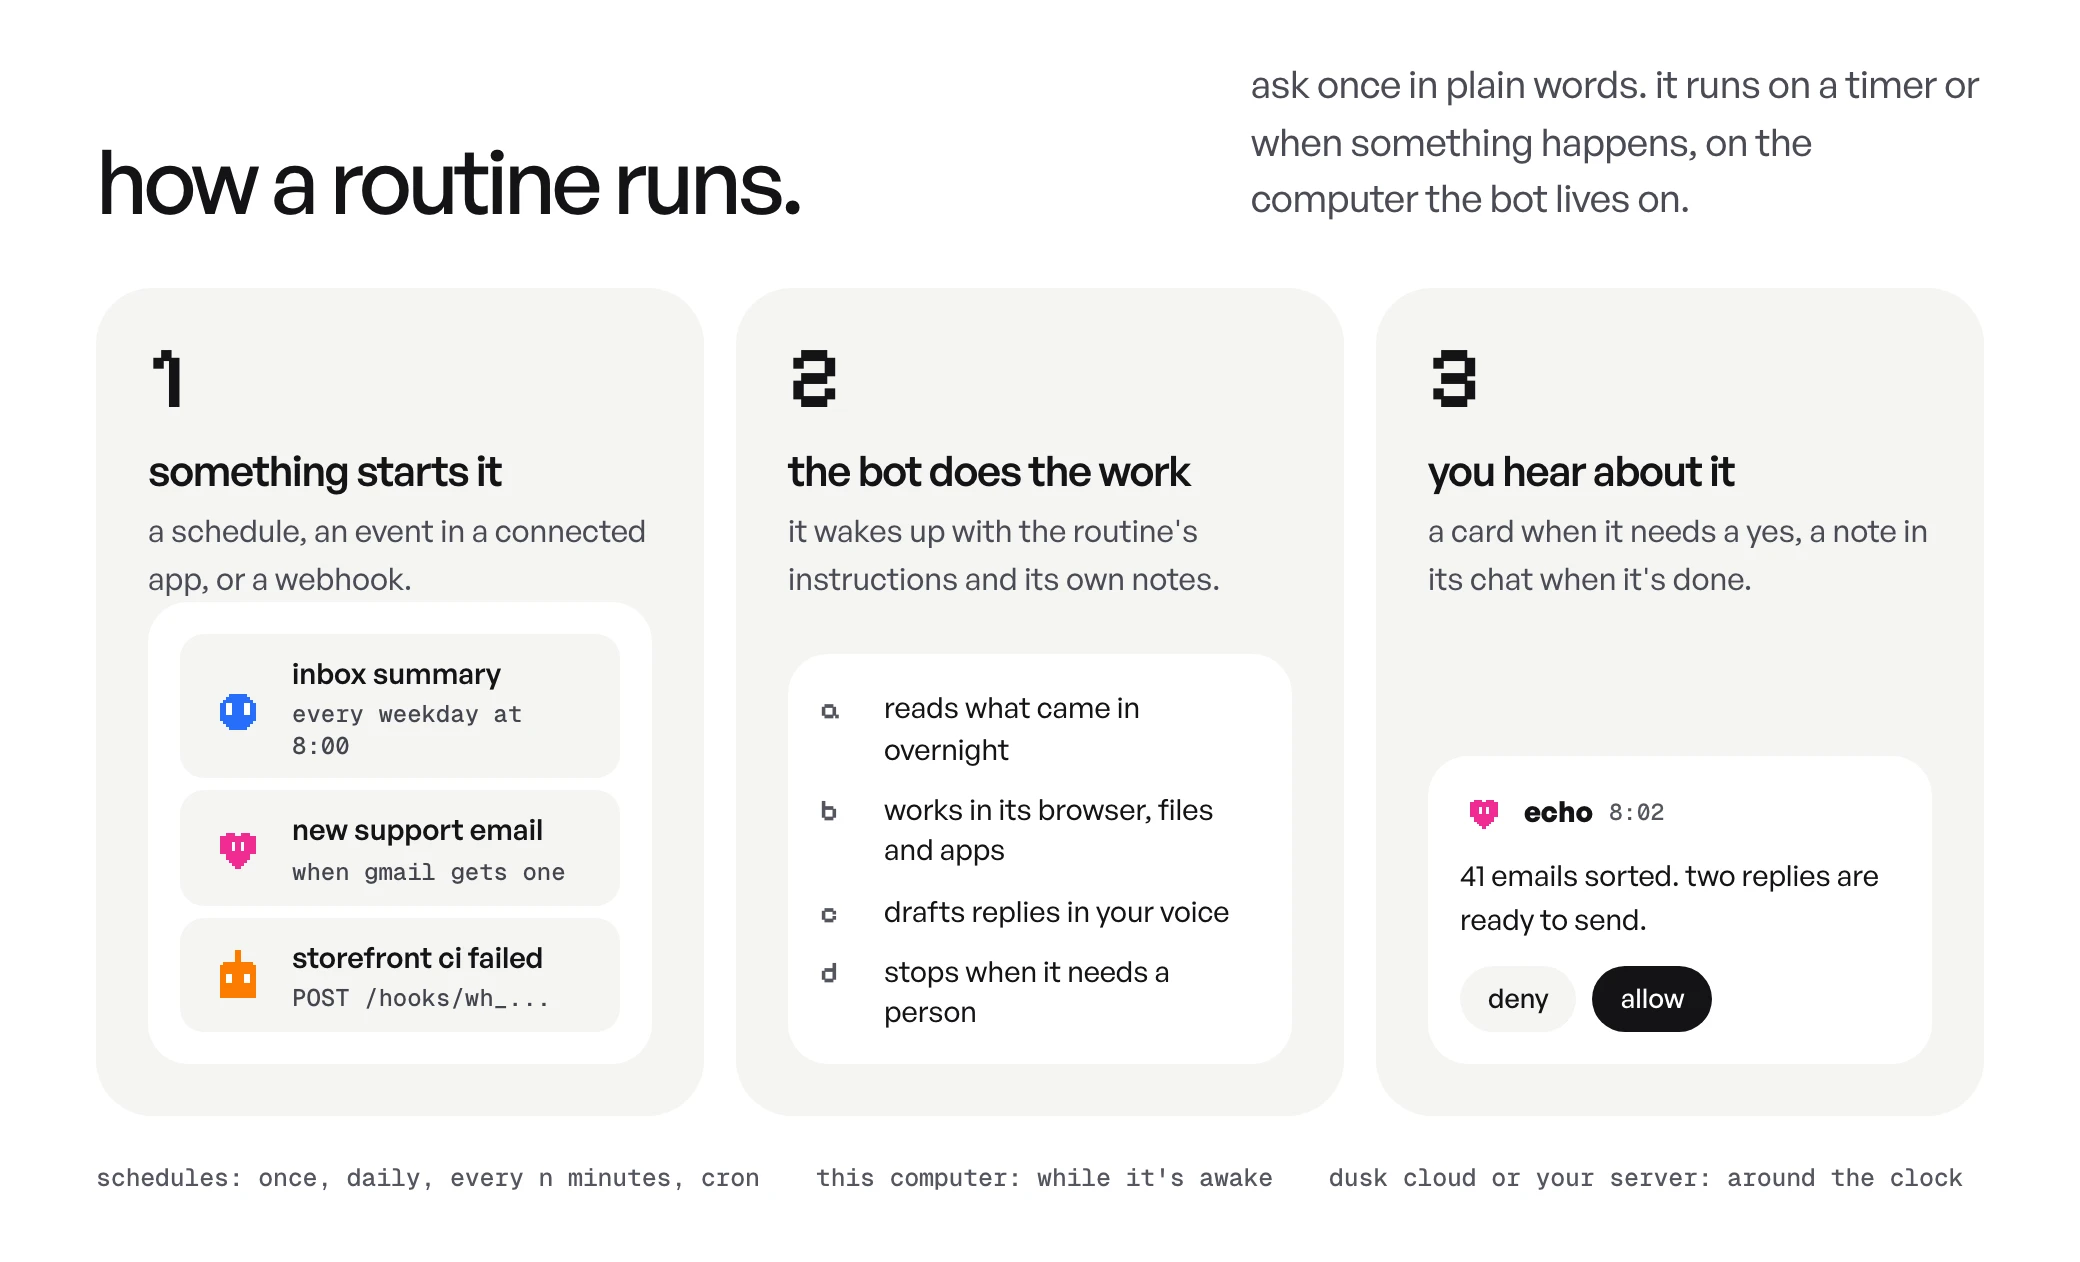 how a routine runs.
ask once in plain words. it runs on a timer or
when something happens, on the
computer the bot lives on.
1
something starts it
a schedule, an event in a connected
app, or a webhook.
inbox summary
every weekday at
8:00
new support email
when gmail gets one
storefront ci failed
POST /hooks/wh_...
2
the bot does the work
it wakes up with the routine's
instructions and its own notes.
a
reads what came in
overnight
b
works in its browser, files
and apps
c
drafts replies in your voice
d
stops when it needs a
person
3
you hear about it
a card when it needs a yes, a note in
its chat when it's done.
echo 8:02
41 emails sorted. two replies are
ready to send.
deny allow
schedules: once, daily, every n minutes, cron
this computer: while it's awake
dusk cloud or your server: around the clock